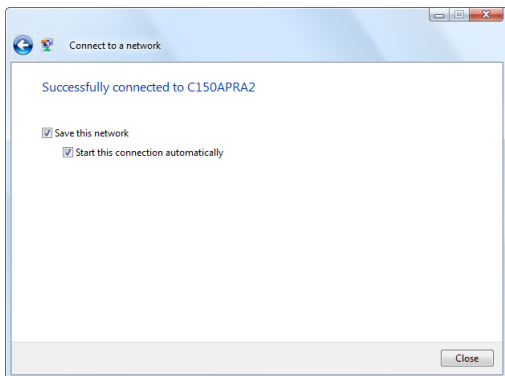 Connect to a network
Successfully connected to C150APRA2
Save this network
Start this connection automatically
Close